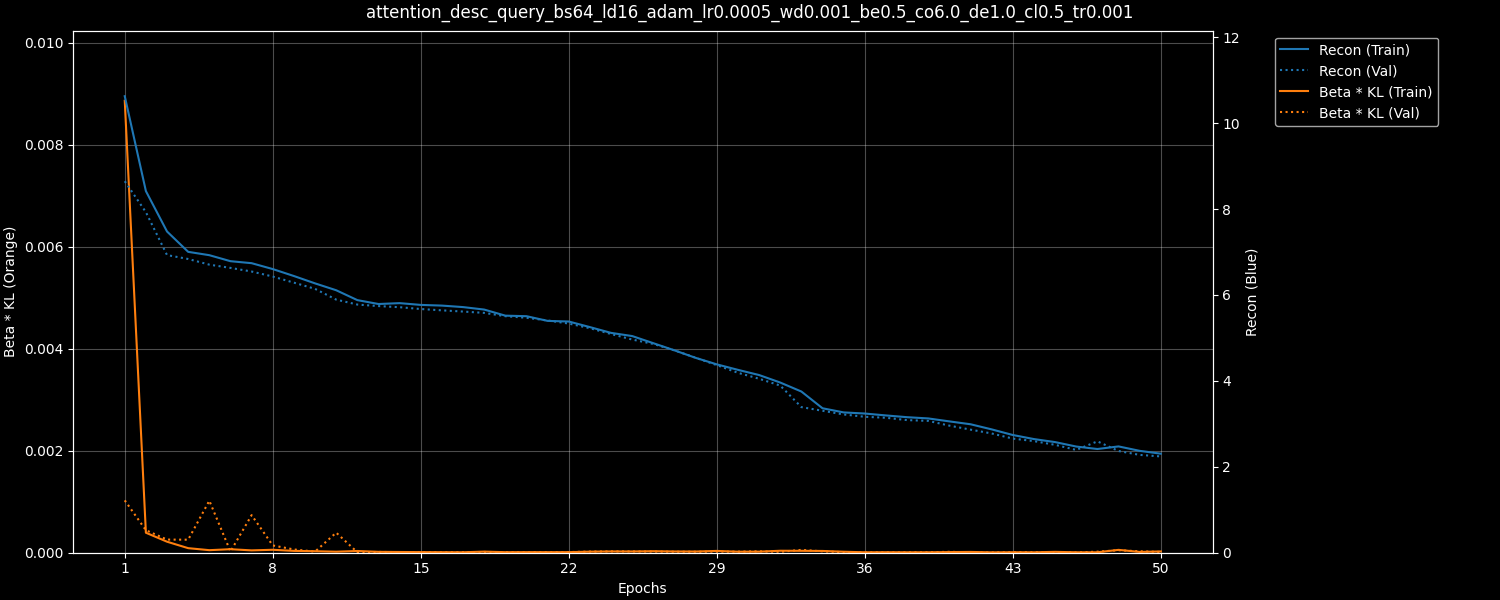 attention_desc_query_bs64_ld16_adam_lr0.0005_wd0.001_be0.5_co6.0_de1.0_cl0.5_tr0.001
Beta * KL (Orange)
0.010
0.008
0.006
0.004
0.002
0.000
1 8 15 22 29 36 43 50
Epochs
12
10
8
6
4
2
0
Recon (Blue)
Recon (Train)
Recon (Val)
Beta * KL (Train)
Beta * KL (Val)